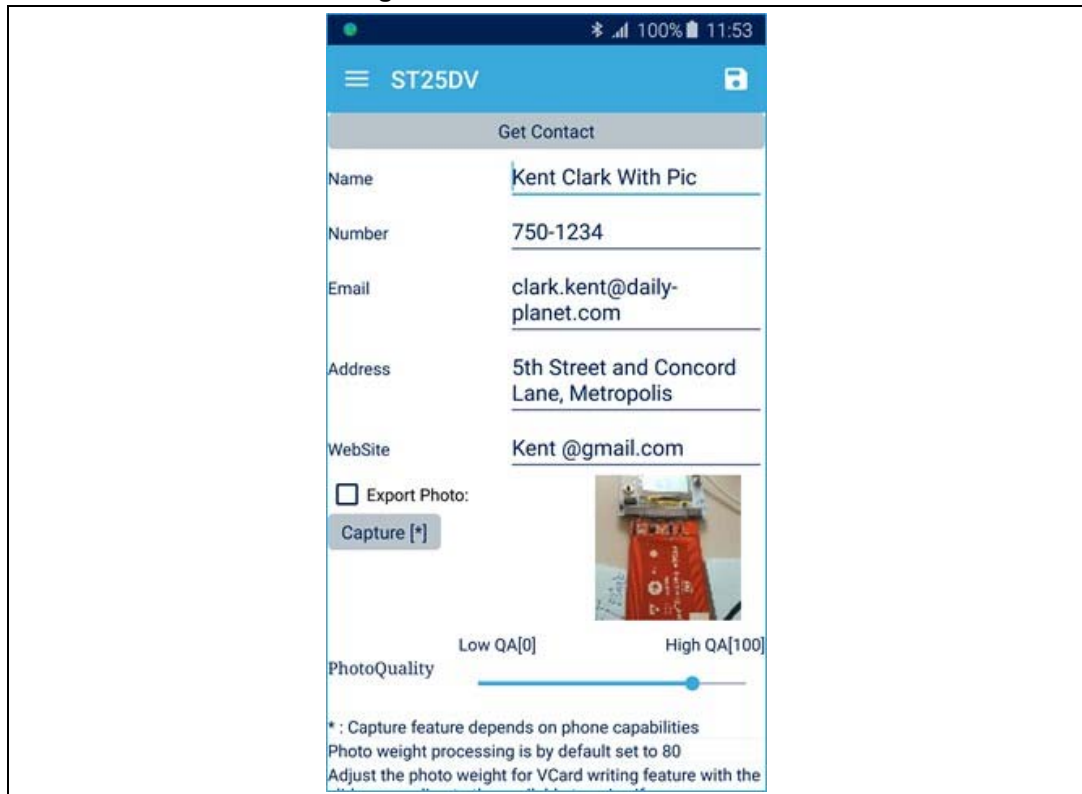 100% 11:53
ST25DV
Get Contact
Name
Kent Clark With Pic
Number
750-1234
Email
clark.kent@daily-
planet.com
Address
5th Street and Concord
Lane, Metropolis
WebSite
Kent @gmail.com
Export Photo:
Capture [*]
Low QA[0] High QA[100]
PhotoQuality
* : Capture feature depends on phone capabilities
Photo weight processing is by default set to 80
Adjust the photo weight for VCard writing feature with the